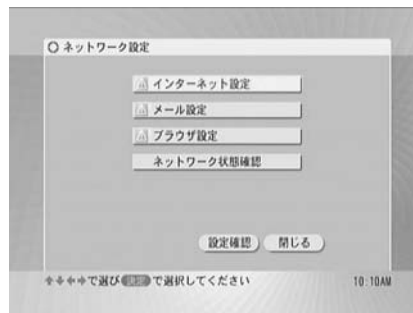 ネットワーク設定
インターネット設定
メール設定
ブラウザ設定
ネットワーク状態確認
設定確認 閉じる
で選び 決定 で選択してください 10:10AM